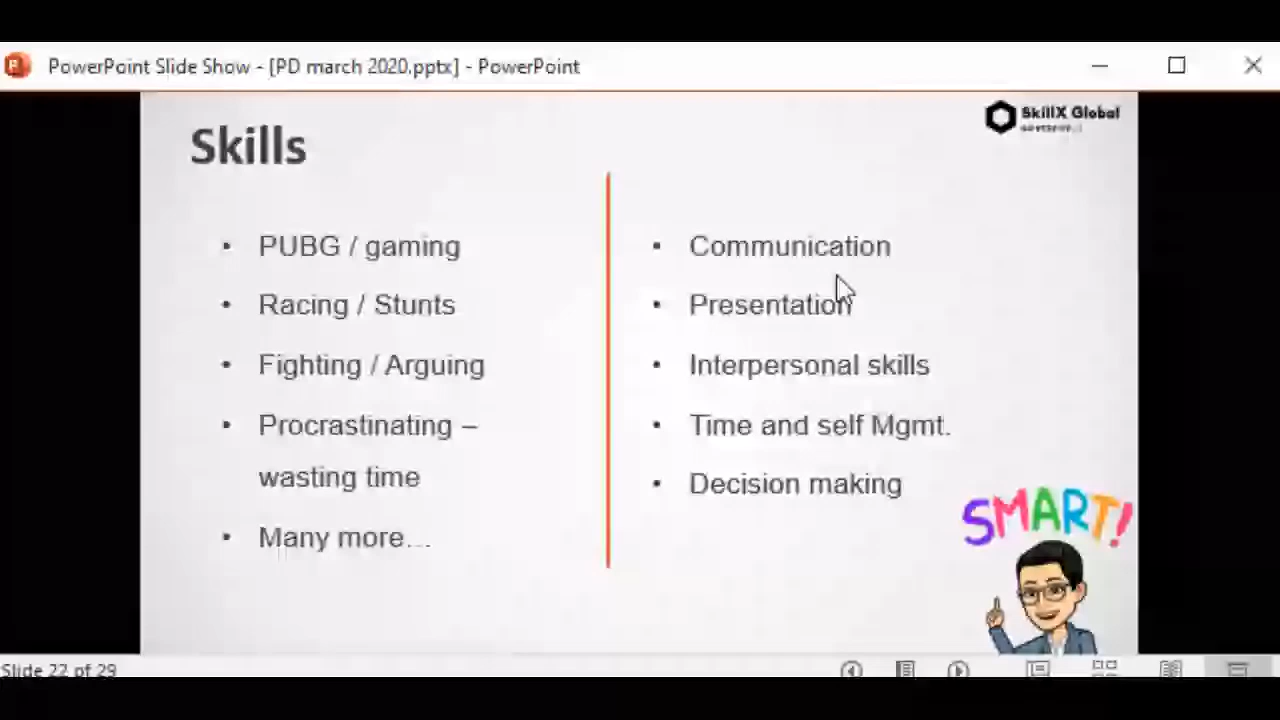 PowerPoint Slide Show - [PD march 2020.pptx] - PowerPoint
SkillX Global
Skills
• PUBG / gaming
• Racing / Stunts
• Fighting / Arguing
• Procrastinating –
wasting time
• Many more...
• Communication
• Presentation
• Interpersonal skills
• Time and self Mgmt.
• Decision making
SMART!
Slide 22 of 29